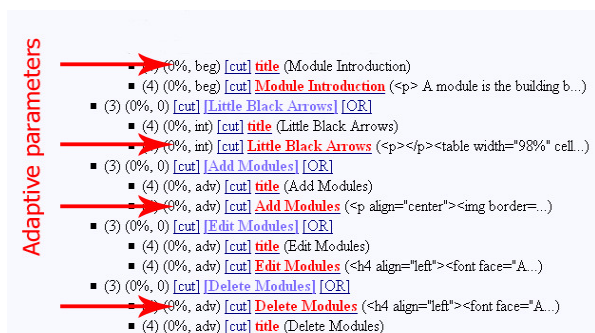 Adaptive parameters
(4) (0%, beg) [cut] title (Module Introduction)
(4) (0%, beg) [cut] Module Introduction (<p> A module is the building b...)
(3) (0%, 0) [cut] [Little Black Arrows] [OR]
(4) (0%, int) [cut] title (Little Black Arrows)
(0%, int) [cut] Little Black Arrows (<p></p><table width="98%" cell...)
(3) (0%, 0) [cut] [Add Modules] [OR]
(4) (0%, adv) [cut] title (Add Modules)
(0%, adv) [cut] Add Modules (<p align="center"><img border=...)
(3) (0%, 0) [cut] [Edit Modules] [OR]
(4) (0%, adv) [cut] title (Edit Modules)
(4) (0%, adv) [cut] Edit Modules (<h4 align="left"><font face="A...)
(3) (0%, 0) [cut] [Delete Modules] [OR]
(0%, adv) [cut] Delete Modules (<h4 align="left"><font face="A...)
(4) (0%, adv) [cut] title (Delete Modules)